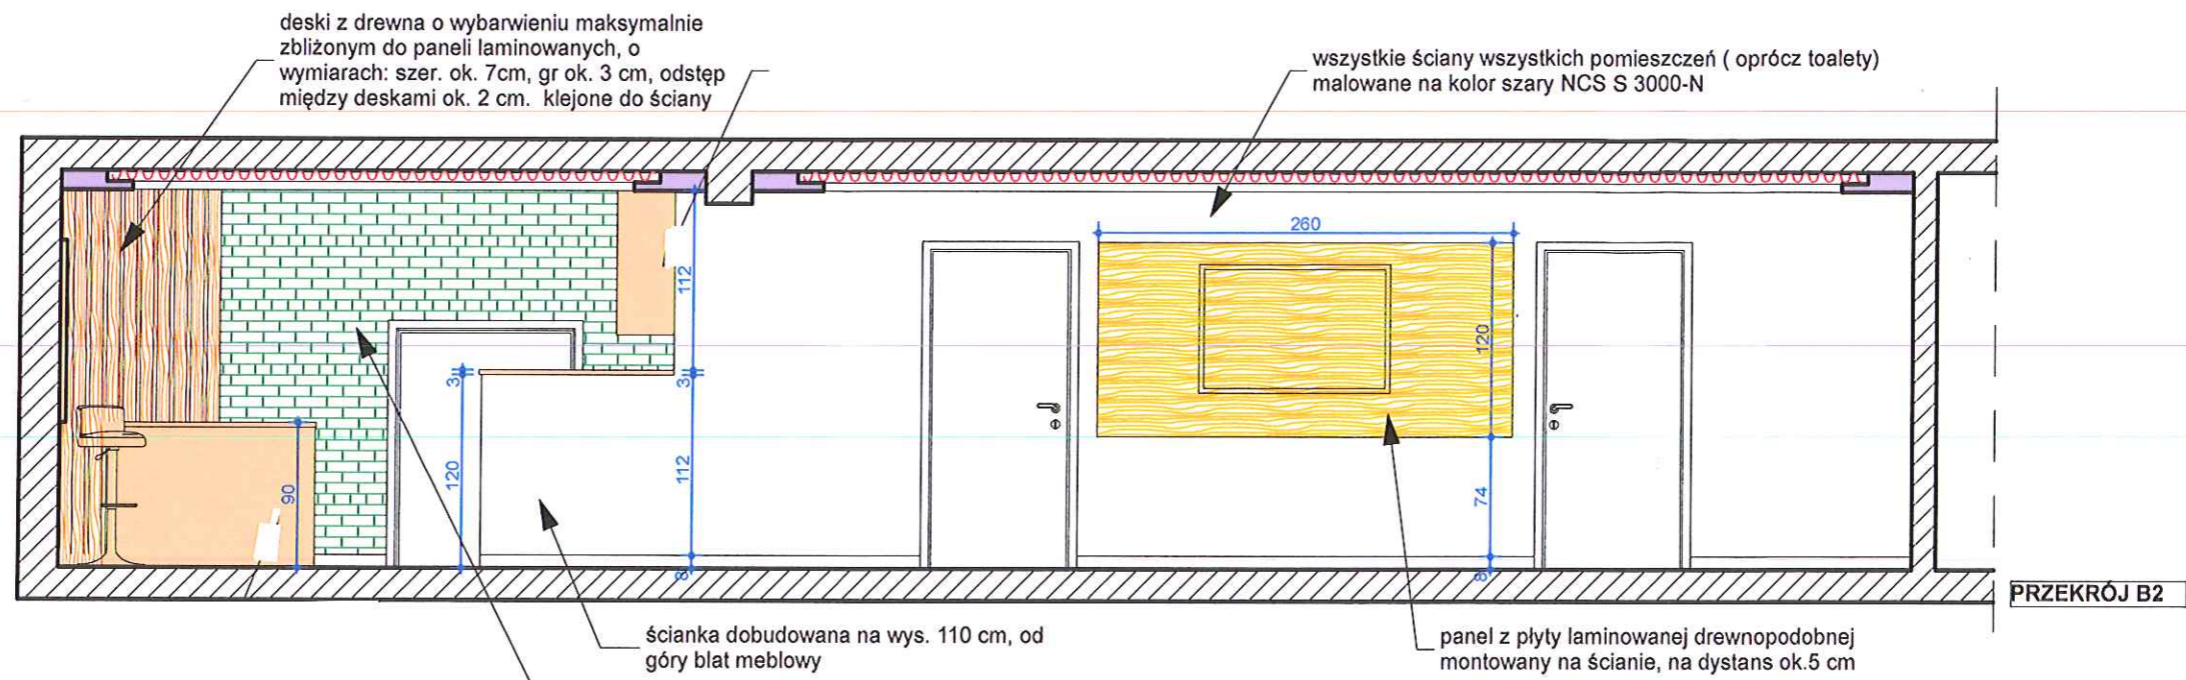 deski z drewna o wybarwieniu maksymalnie
zbliżonym do paneli laminowanych, o
wymiarach: szer. ok. 7cm, gr ok. 3 cm, odstęp
między deskami ok. 2 cm. klejone do ściany
wszystkie ściany wszystkich pomieszczeń ( oprócz toalety)
malowane na kolor szary NCS S 3000-N
260
112
120
3
3
120
112
90
74
8
8
PRZEKRÓJ B2
ścianka dobudowana na wys. 110 cm, od
góry blat meblowy
panel z płyty laminowanej drewnopodobnej
montowany na ścianie, na dystans ok.5 cm